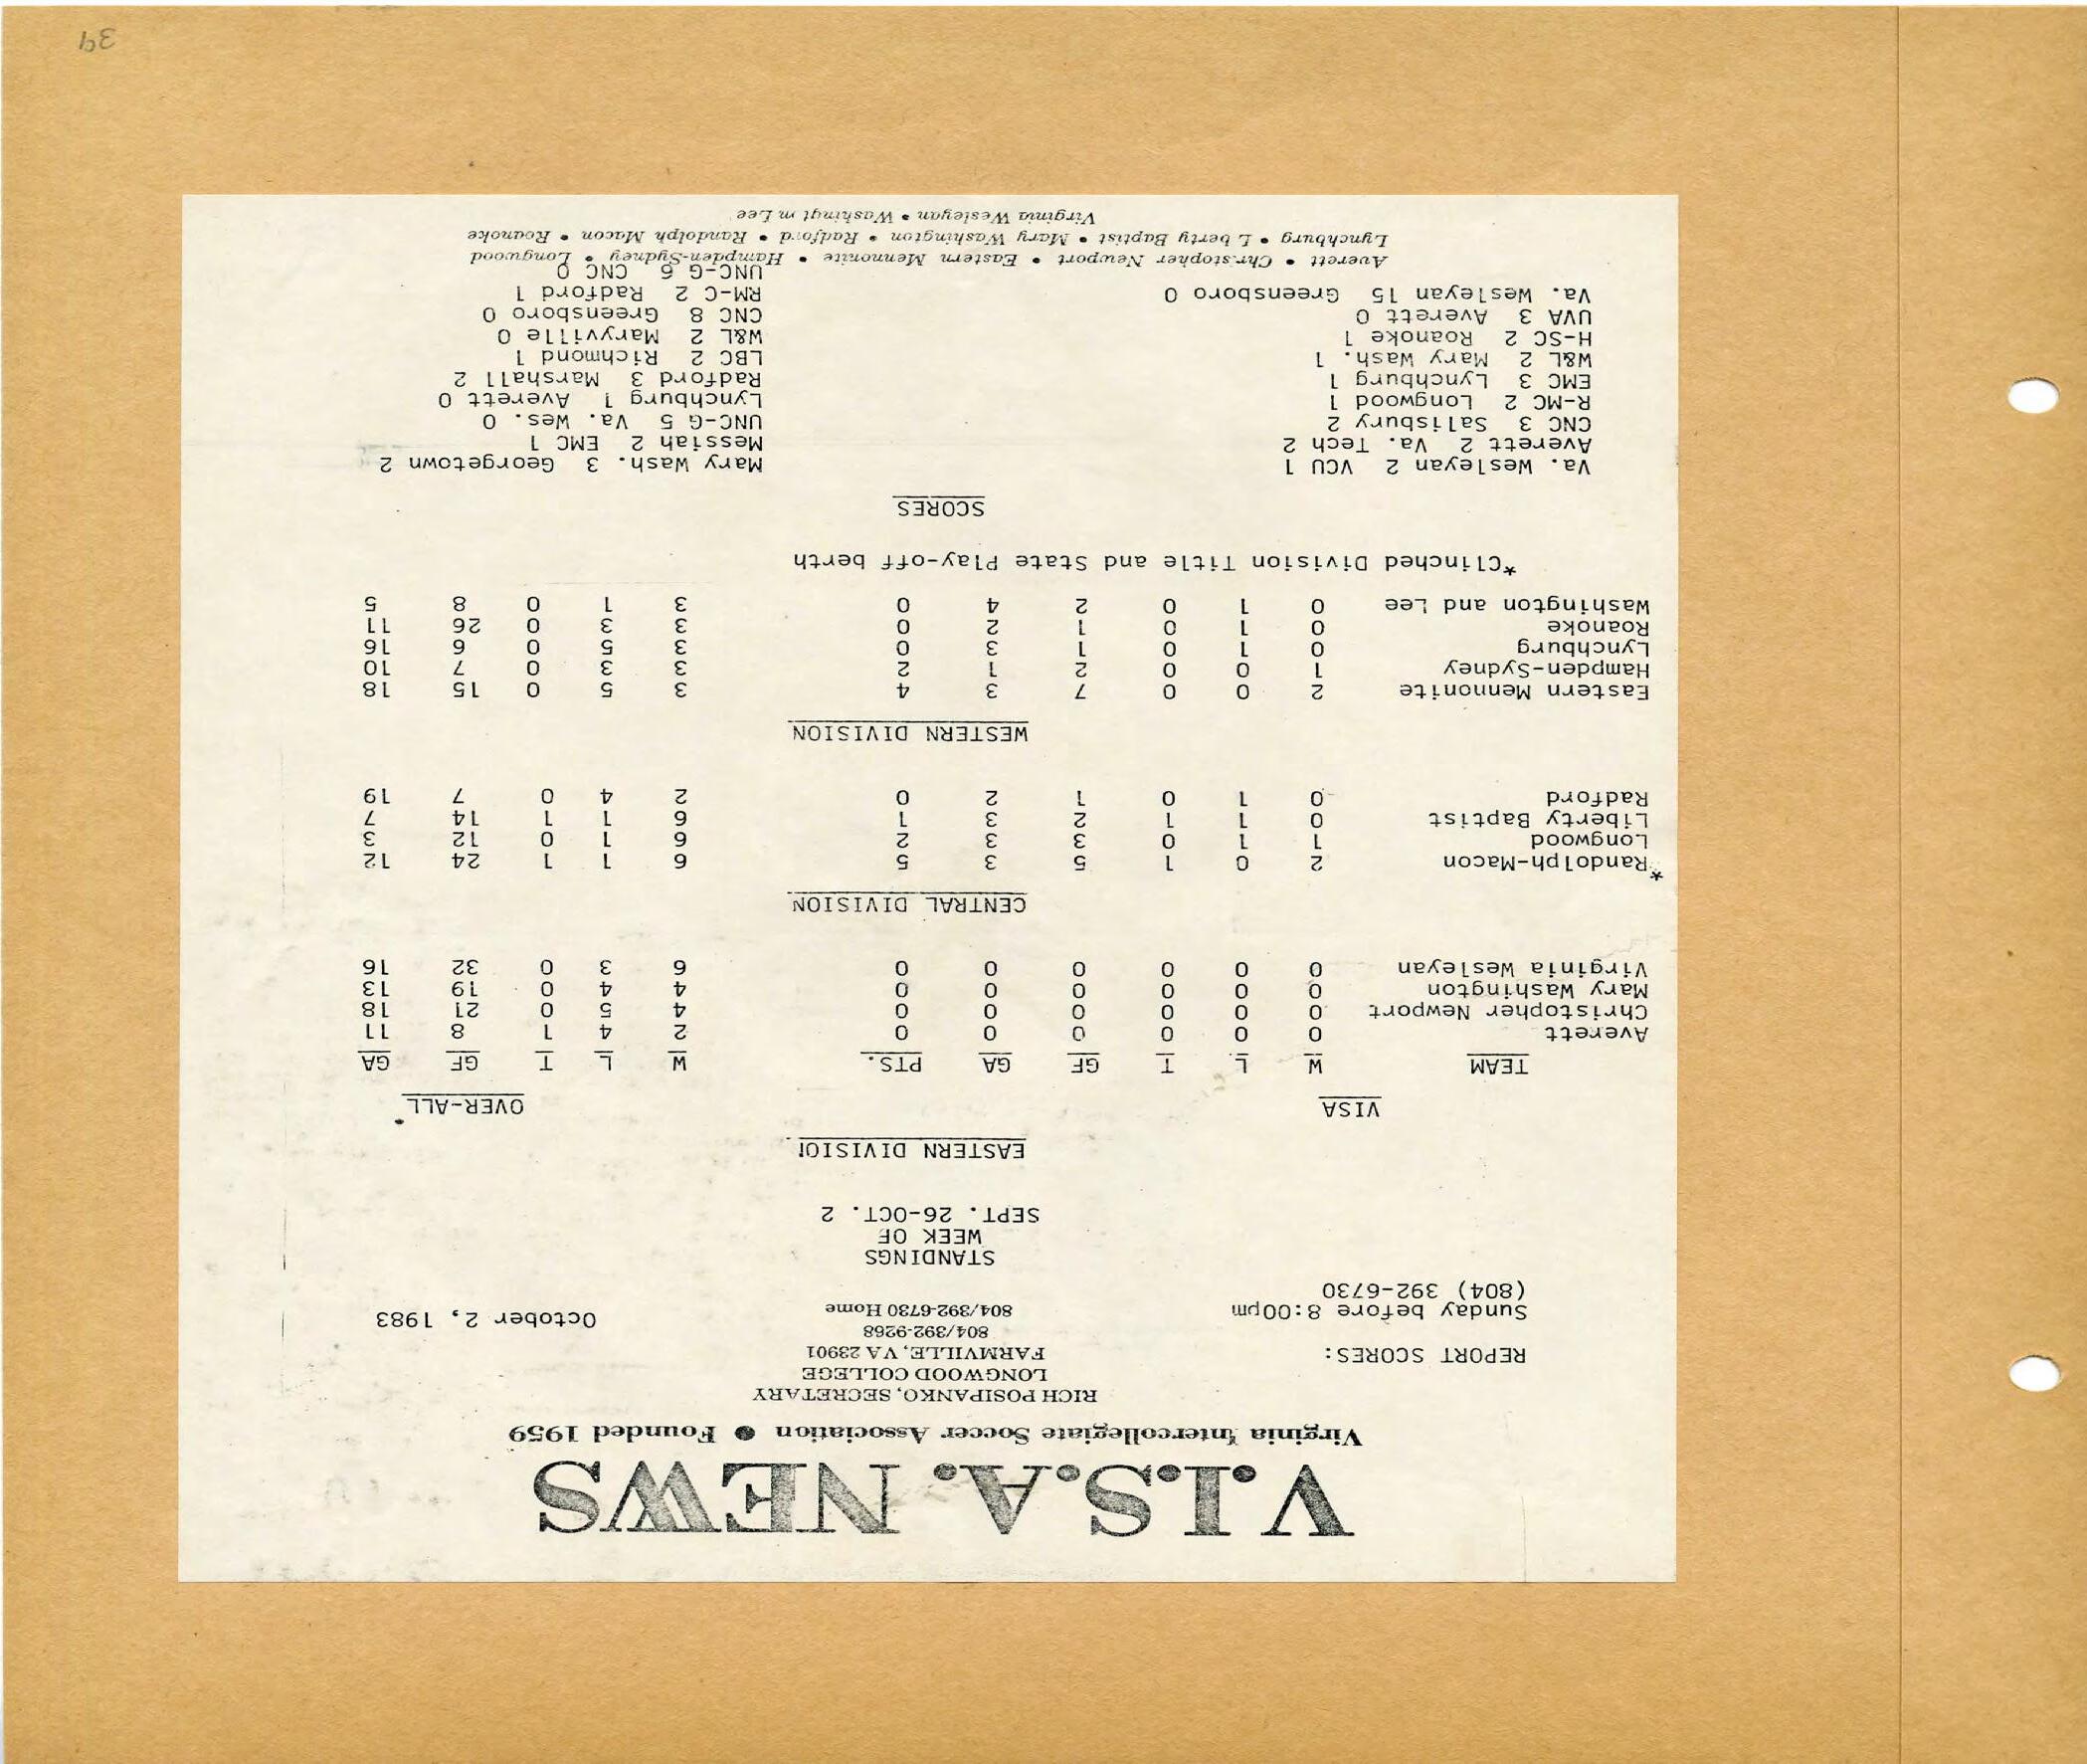 V.I.S.A. NEWS
Virginia Intercollegiate Soccer Association • Founded 1959
RICH POSIPANKO, SECRETARY
LONGWOOD COLLEGE
FARMVILLE, VA 23901
804/392-9268
804/392-6730 Home
REPORT SCORES:
Sunday before 8:00pm
(804) 392-6730
October 2, 1983
STANDINGS
WEEK OF
SEPT. 26-OCT. 2
EASTERN DIVISION
VISA OVER-ALL
TEAM W L T GF GA PTS. W L T GF GA
Averett 0 0 0 0 0 0 2 4 1 8 11
Christopher Newport 0 0 0 0 0 0 4 5 0 21 18
Mary Washington 0 0 0 0 0 0 4 4 0 19 13
Virginia Wesleyan 0 0 0 0 0 0 6 3 0 32 16
CENTRAL DIVISION
*Randolph-Macon 2 0 1 5 3 5 6 1 1 24 12
Longwood 1 1 0 3 3 2 6 1 0 12 3
Liberty Baptist 0 1 1 2 3 1 6 1 1 14 7
Radford 0 1 0 1 2 0 2 4 0 7 19
WESTERN DIVISION
Eastern Mennonite 2 0 0 7 3 4 3 5 0 15 18
Hampden-Sydney 1 0 0 2 1 2 3 3 0 7 10
Lynchburg 0 1 0 1 3 0 3 5 0 6 16
Roanoke 0 1 0 1 2 0 3 3 0 26 11
Washington and Lee 0 1 0 2 4 0 3 1 0 8 5
*Clinched Division Title and State Play-off berth
SCORES
Va. Wesleyan 2 VCU 1
Averett 2 Va. Tech 2
CNC 3 Salisbury 2
R-MC 2 Longwood 1
EMC 3 Lynchburg 1
W&L 2 Mary Wash. 1
H-SC 2 Roanoke 1
UVA 3 Averett 0
Va. Wesleyan 15 Greensboro 0
Mary Wash. 3 Georgetown 2
Messiah 2 EMC 1
UNC-G 5 Va. Wes. 0
Lynchburg 1 Averett 0
Radford 3 Marshall 2
LBC 2 Richmond 1
W&L 2 Maryville 0
CNC 8 Greensboro 0
RM-C 2 Radford 1
UNC-G 6 CNC 0
Averett • Christopher Newport • Eastern Mennonite • Hampden-Sydney • Longwood
Lynchburg • L berty Baptist • Mary Washington • Radford • Randolph Macon • Roanoke
Virginia Wesleyan • Washingt n Lee
39